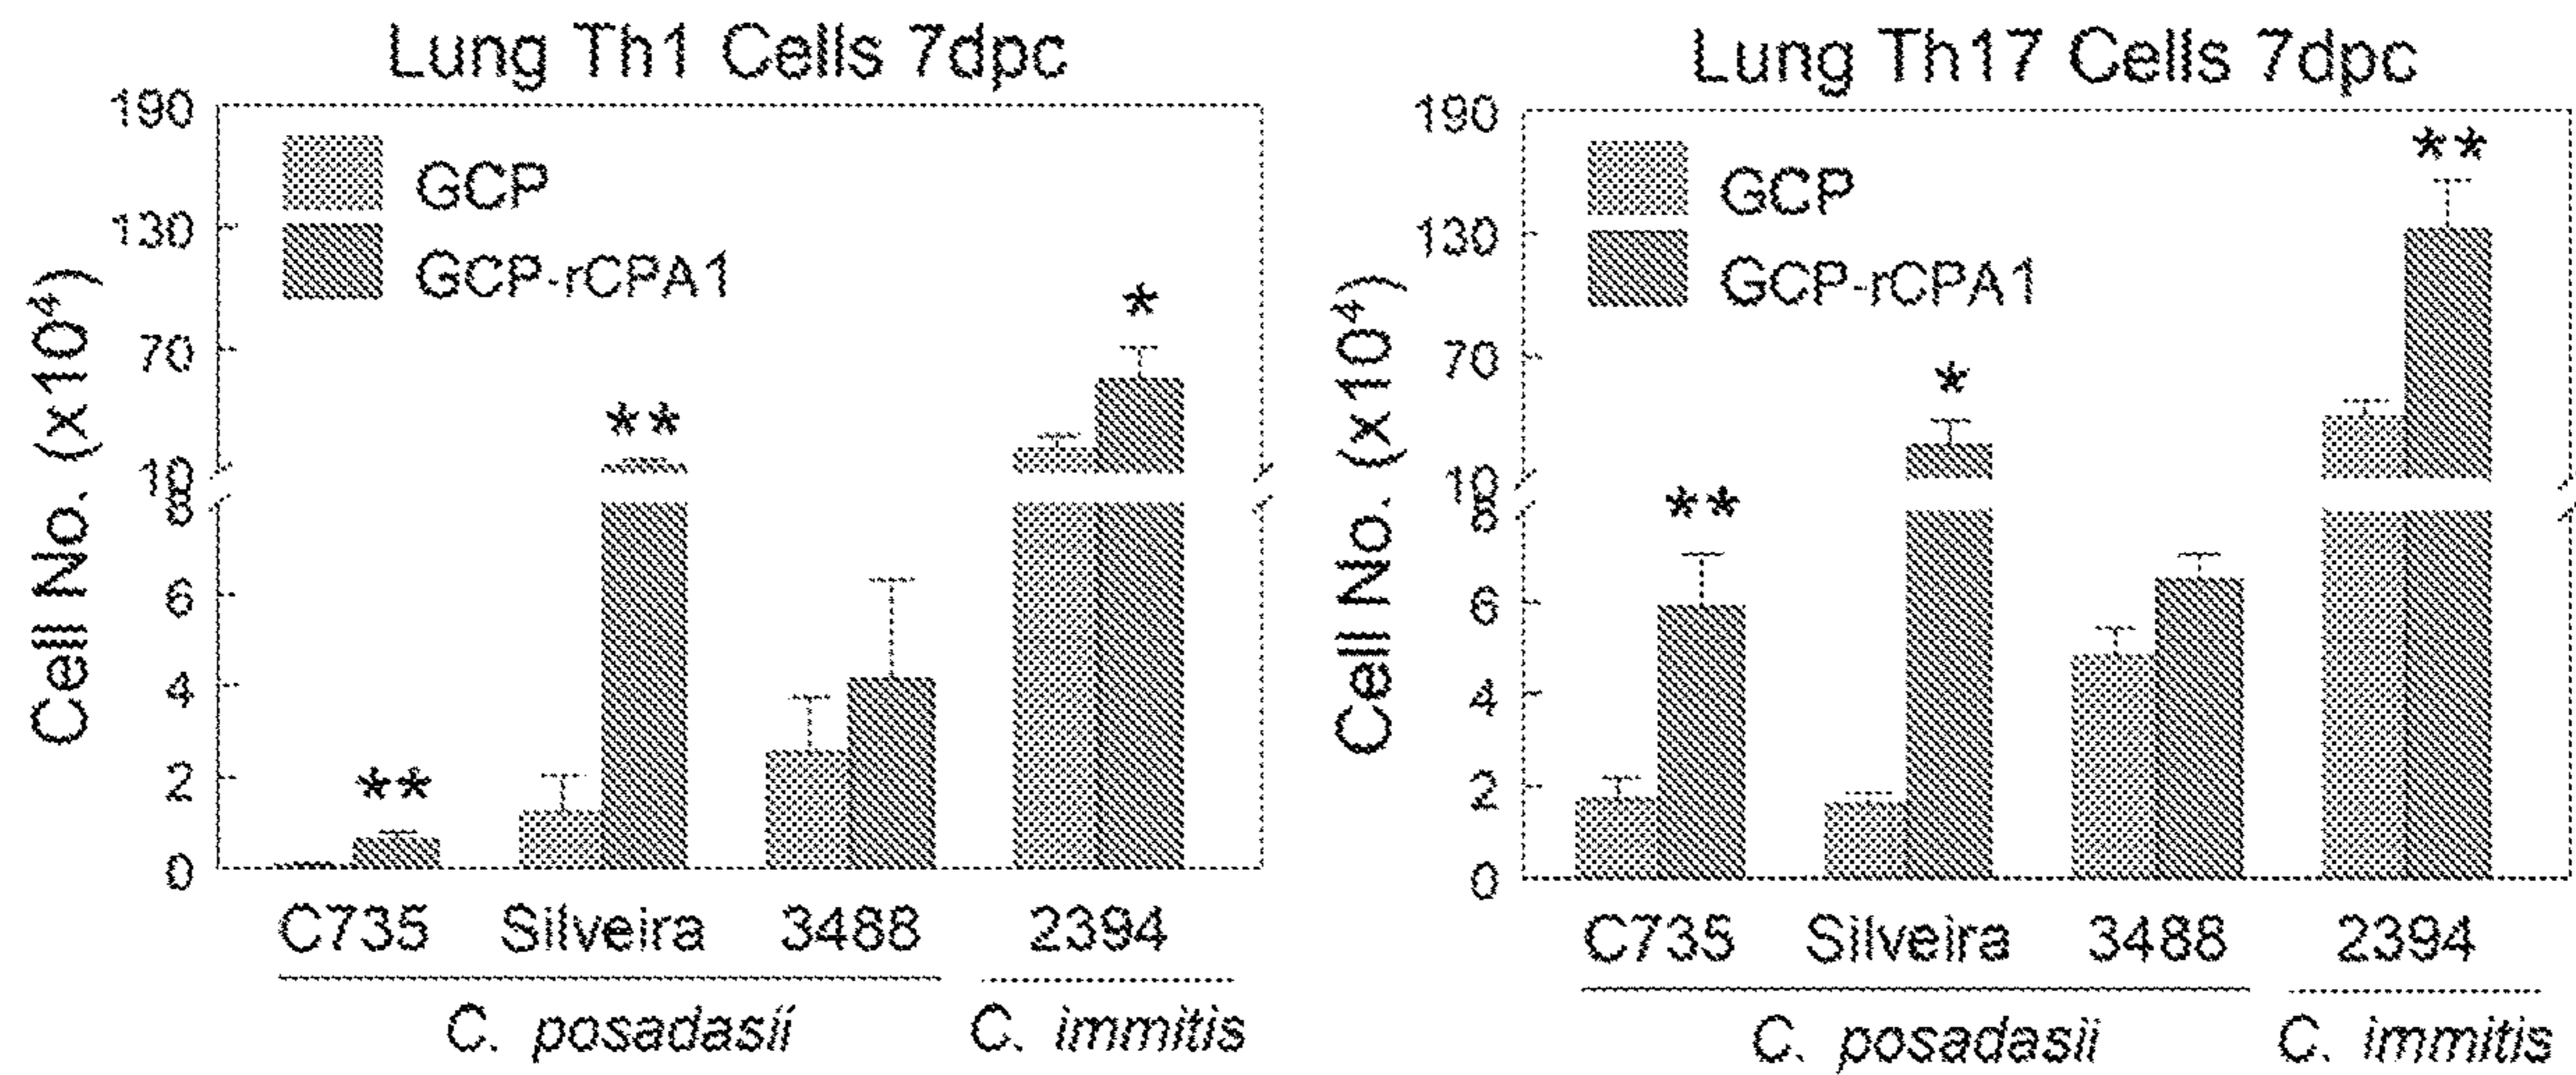 Lung Th1 Cells 7dpc
190
130
70
10
8
6
4
2
0
Cell No. (x10⁴)
GCP
GCP-rCPA1
**
**
*
C735 Silveira 3488 2394
C. posadasii C. immitis
Lung Th17 Cells 7dpc
190
130
70
10
8
6
4
2
0
Cell No. (x10⁴)
GCP
GCP-rCPA1
**
*
**
C735 Silveira 3488 2394
C. posadasii C. immitis